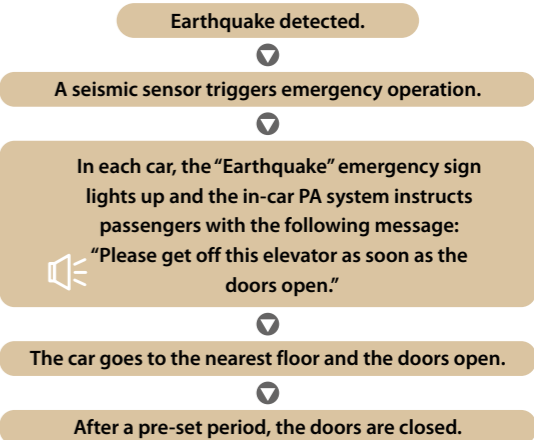 Earthquake detected.
A seismic sensor triggers emergency operation.
In each car, the “Earthquake” emergency sign
lights up and the in-car PA system instructs
passengers with the following message:
“Please get off this elevator as soon as the
doors open.”
The car goes to the nearest floor and the doors open.
After a pre-set period, the doors are closed.